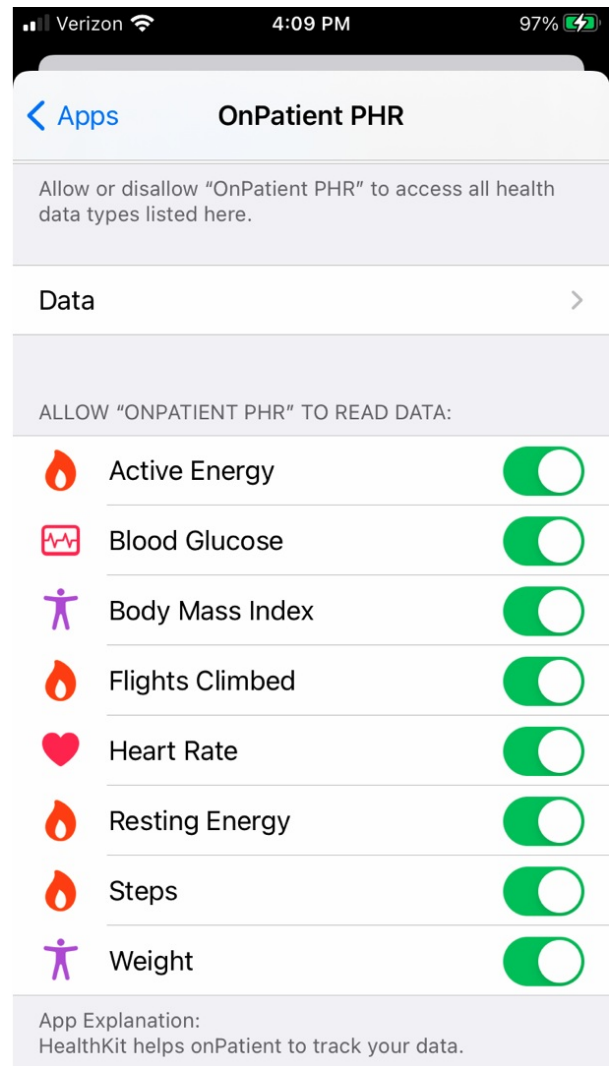 Verizon 4:09 PM 97%
Apps OnPatient PHR
Allow or disallow “OnPatient PHR” to access all health
data types listed here.
Data
ALLOW “ONPATIENT PHR” TO READ DATA:
Active Energy
Blood Glucose
Body Mass Index
Flights Climbed
Heart Rate
Resting Energy
Steps
Weight
App Explanation:
HealthKit helps onPatient to track your data.